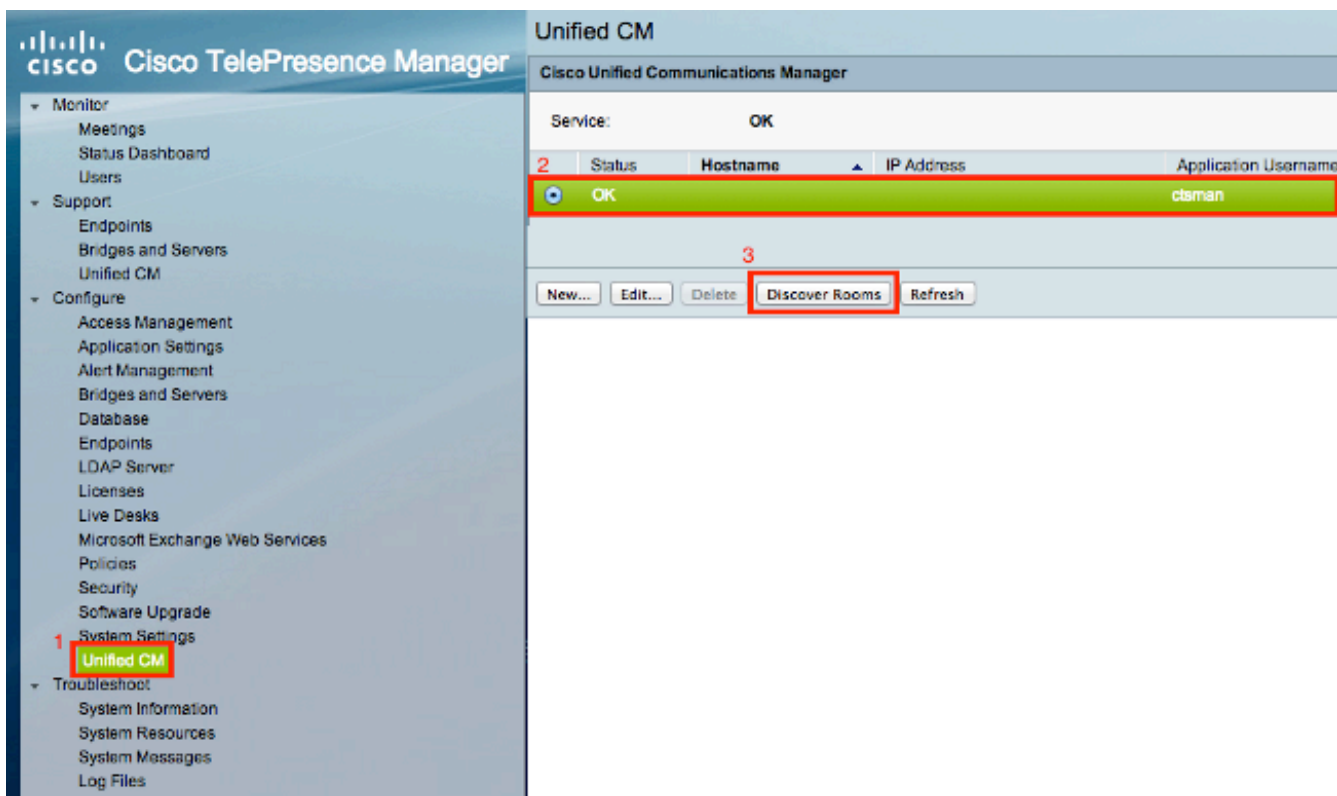 CISCO
Cisco TelePresence Manager
Monitor
Meetings
Status Dashboard
Users
Support
Endpoints
Bridges and Servers
Unified CM
Configure
Access Management
Application Settings
Alert Management
Bridges and Servers
Database
Endpoints
LDAP Server
Licenses
Live Desks
Microsoft Exchange Web Services
Policies
Security
Software Upgrade
System Settings
1
Unified CM
Troubleshoot
System Information
System Resources
System Messages
Log Files
Unified CM
Cisco Unified Communications Manager
Service: OK
2 Status Hostname IP Address Application Username
OK ctsman
3
New... Edit... Delete Discover Rooms Refresh